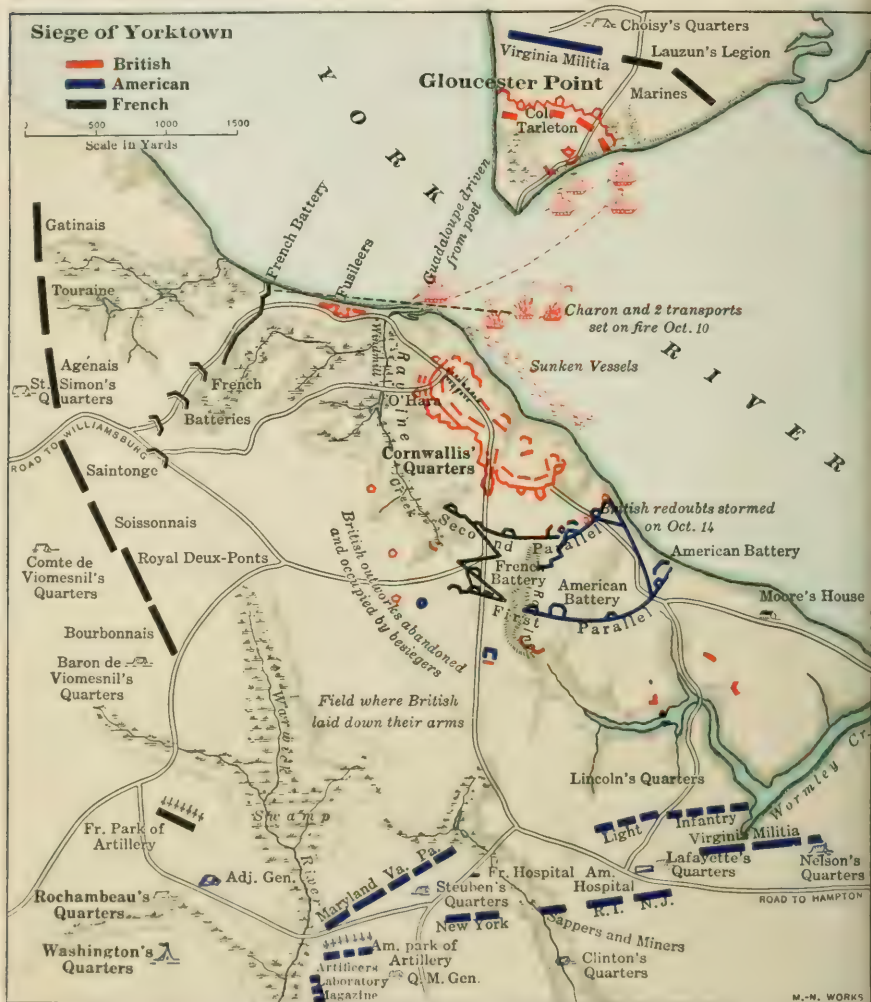 Siege of Yorktown
British
American
French
0 500 1000 1500
Scale in Yards
YORK RIVER
Choisy's Quarters
Virginia Militia
Lauzun's Legion
Gloucester Point
Marines
Col.
Tarleton
Gatinais
Touraine
Agénais
St. Simon's
Quarters
French Battery
Fusileers
Guadaloupe driven
from post
Charon and 2 transports
set on fire Oct. 10
Sunken Vessels
French
Batteries
Windmill
Ravine
Creek
O'Hara
Cornwallis'
Quarters
ROAD TO WILLIAMSBURG
Saintonge
Soissonnais
Royal Deux-Ponts
Comte de
Viomesnil's
Quarters
Bourbonnais
Baron de
Viomesnil's
Quarters
British outworks abandoned
and occupied by besiegers
Second Parallel
British redoubts stormed
on Oct. 14
French
Battery
American
Battery
American Battery
First Parallel
Ravine
Moore's House
Field where British
laid down their arms
Warwick
Swamp
River
Lincoln's Quarters
Wormley Cr.
Light Infantry
Virginia Militia
Fr. Park of
Artillery
Adj. Gen.
Maryland Va. Pa.
Fr. Hospital
Am.
Hospital
Lafayette's
Quarters
Nelson's
Quarters
Rochambeau's
Quarters
Steuben's
Quarters
ROAD TO HAMPTON
New York
R.I.
N.J.
Sappers and Miners
Washington's
Quarters
Am. park of
Artillery
Artificers
Laboratory
Magazine
Q. M. Gen.
Clinton's
Quarters
M.-N. WORKS